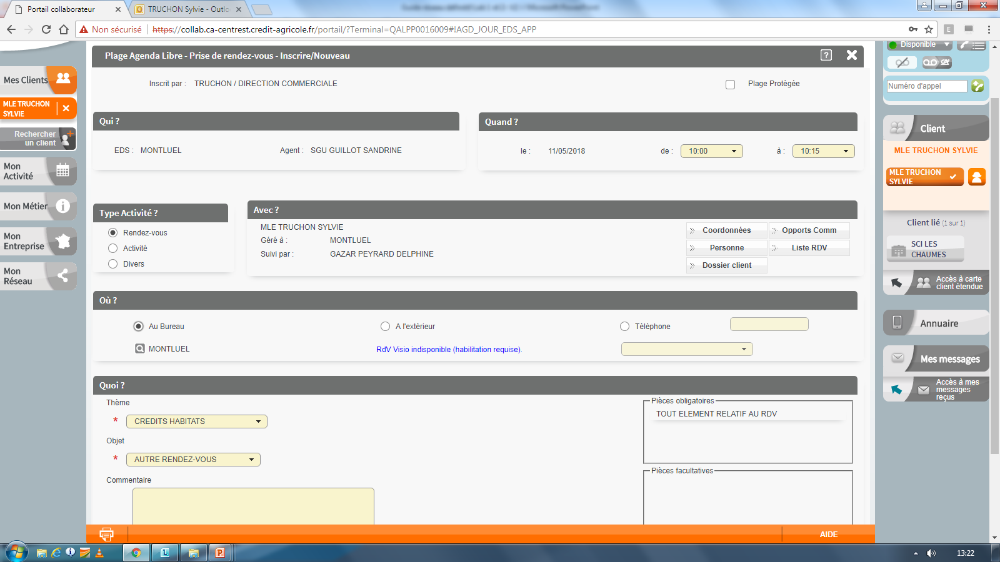 Portail collaborateur
TRUCHON Sylvie - Outlo
Non sécurisé https://collab.ca-centrest.credit-agricole.fr/portail/?Terminal=QALPP0016009#!AGD_JOUR_EDS_APP
E
Mes Clients
MLE TRUCHON
SYLVIE
Rechercher
un client
Mon
Activité
Mon Métier
Mon
Entreprise
Mon
Réseau
Plage Agenda Libre - Prise de rendez-vous - Inscrire/Nouveau
?
Inscrit par : TRUCHON / DIRECTION COMMERCIALE
Plage Protégée
Qui ?
EDS : MONTLUEL Agent : SGU GUILLOT SANDRINE
Quand ?
le : 11/05/2018 de : 10:00 à : 10:15
Type Activité ?
Rendez-vous
Activité
Divers
Avec ?
MLE TRUCHON SYLVIE
Géré à : MONTLUEL
Suivi par : GAZAR PEYRARD DELPHINE
Coordonnées Opports Comm
Personne Liste RDV
Dossier client
Où ?
Au Bureau A l'extérieur Téléphone
MONTLUEL RdV Visio indisponible (habilitation requise).
Quoi ?
Thème
* CREDITS HABITATS
Objet
* AUTRE RENDEZ-VOUS
Commentaire
Pièces obligatoires
TOUT ELEMENT RELATIF AU RDV
Pièces facultatives
AIDE
Disponible
Numéro d'appel
Client
MLE TRUCHON SYLVIE
MLE TRUCHON
SYLVIE
Client lié (1 sur 1)
SCI LES
CHAUMES
Accès à carte
client étendue
Annuaire
Mes messages
Accès à mes
messages
reçus
13:22